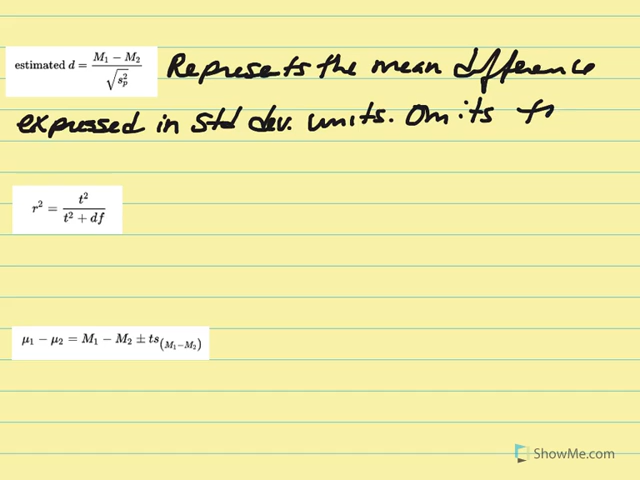 estimated d = (M₁ − M₂) / √(s²ₚ) Represents the mean difference
expressed in Std dev. units. Omits
r² = t² / (t² + df)
μ₁ − μ₂ = M₁ − M₂ ± ts(M₁−M₂)
ShowMe.com